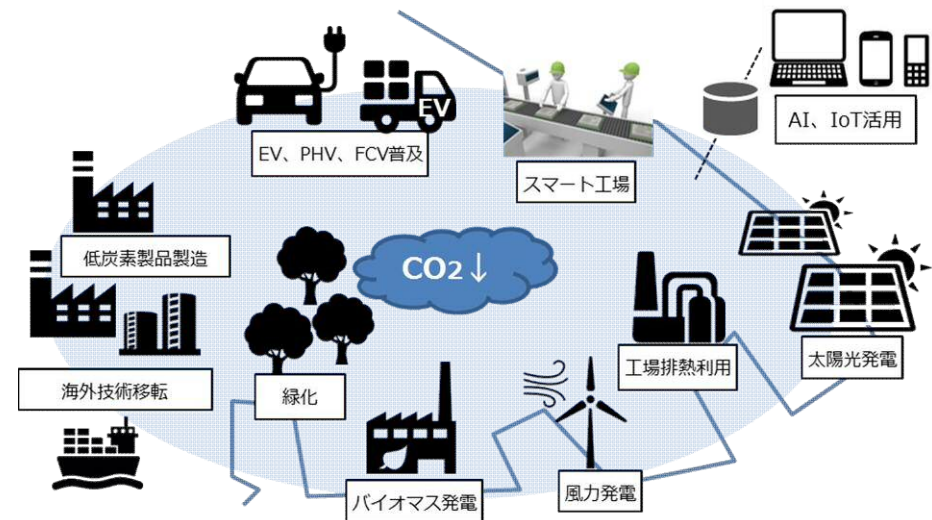 EV
EV、PHV、FCV普及
スマート工場
AI、IoT活用
低炭素製品製造
CO2↓
海外技術移転
緑化
工場排熱利用
太陽光発電
バイオマス発電
風力発電